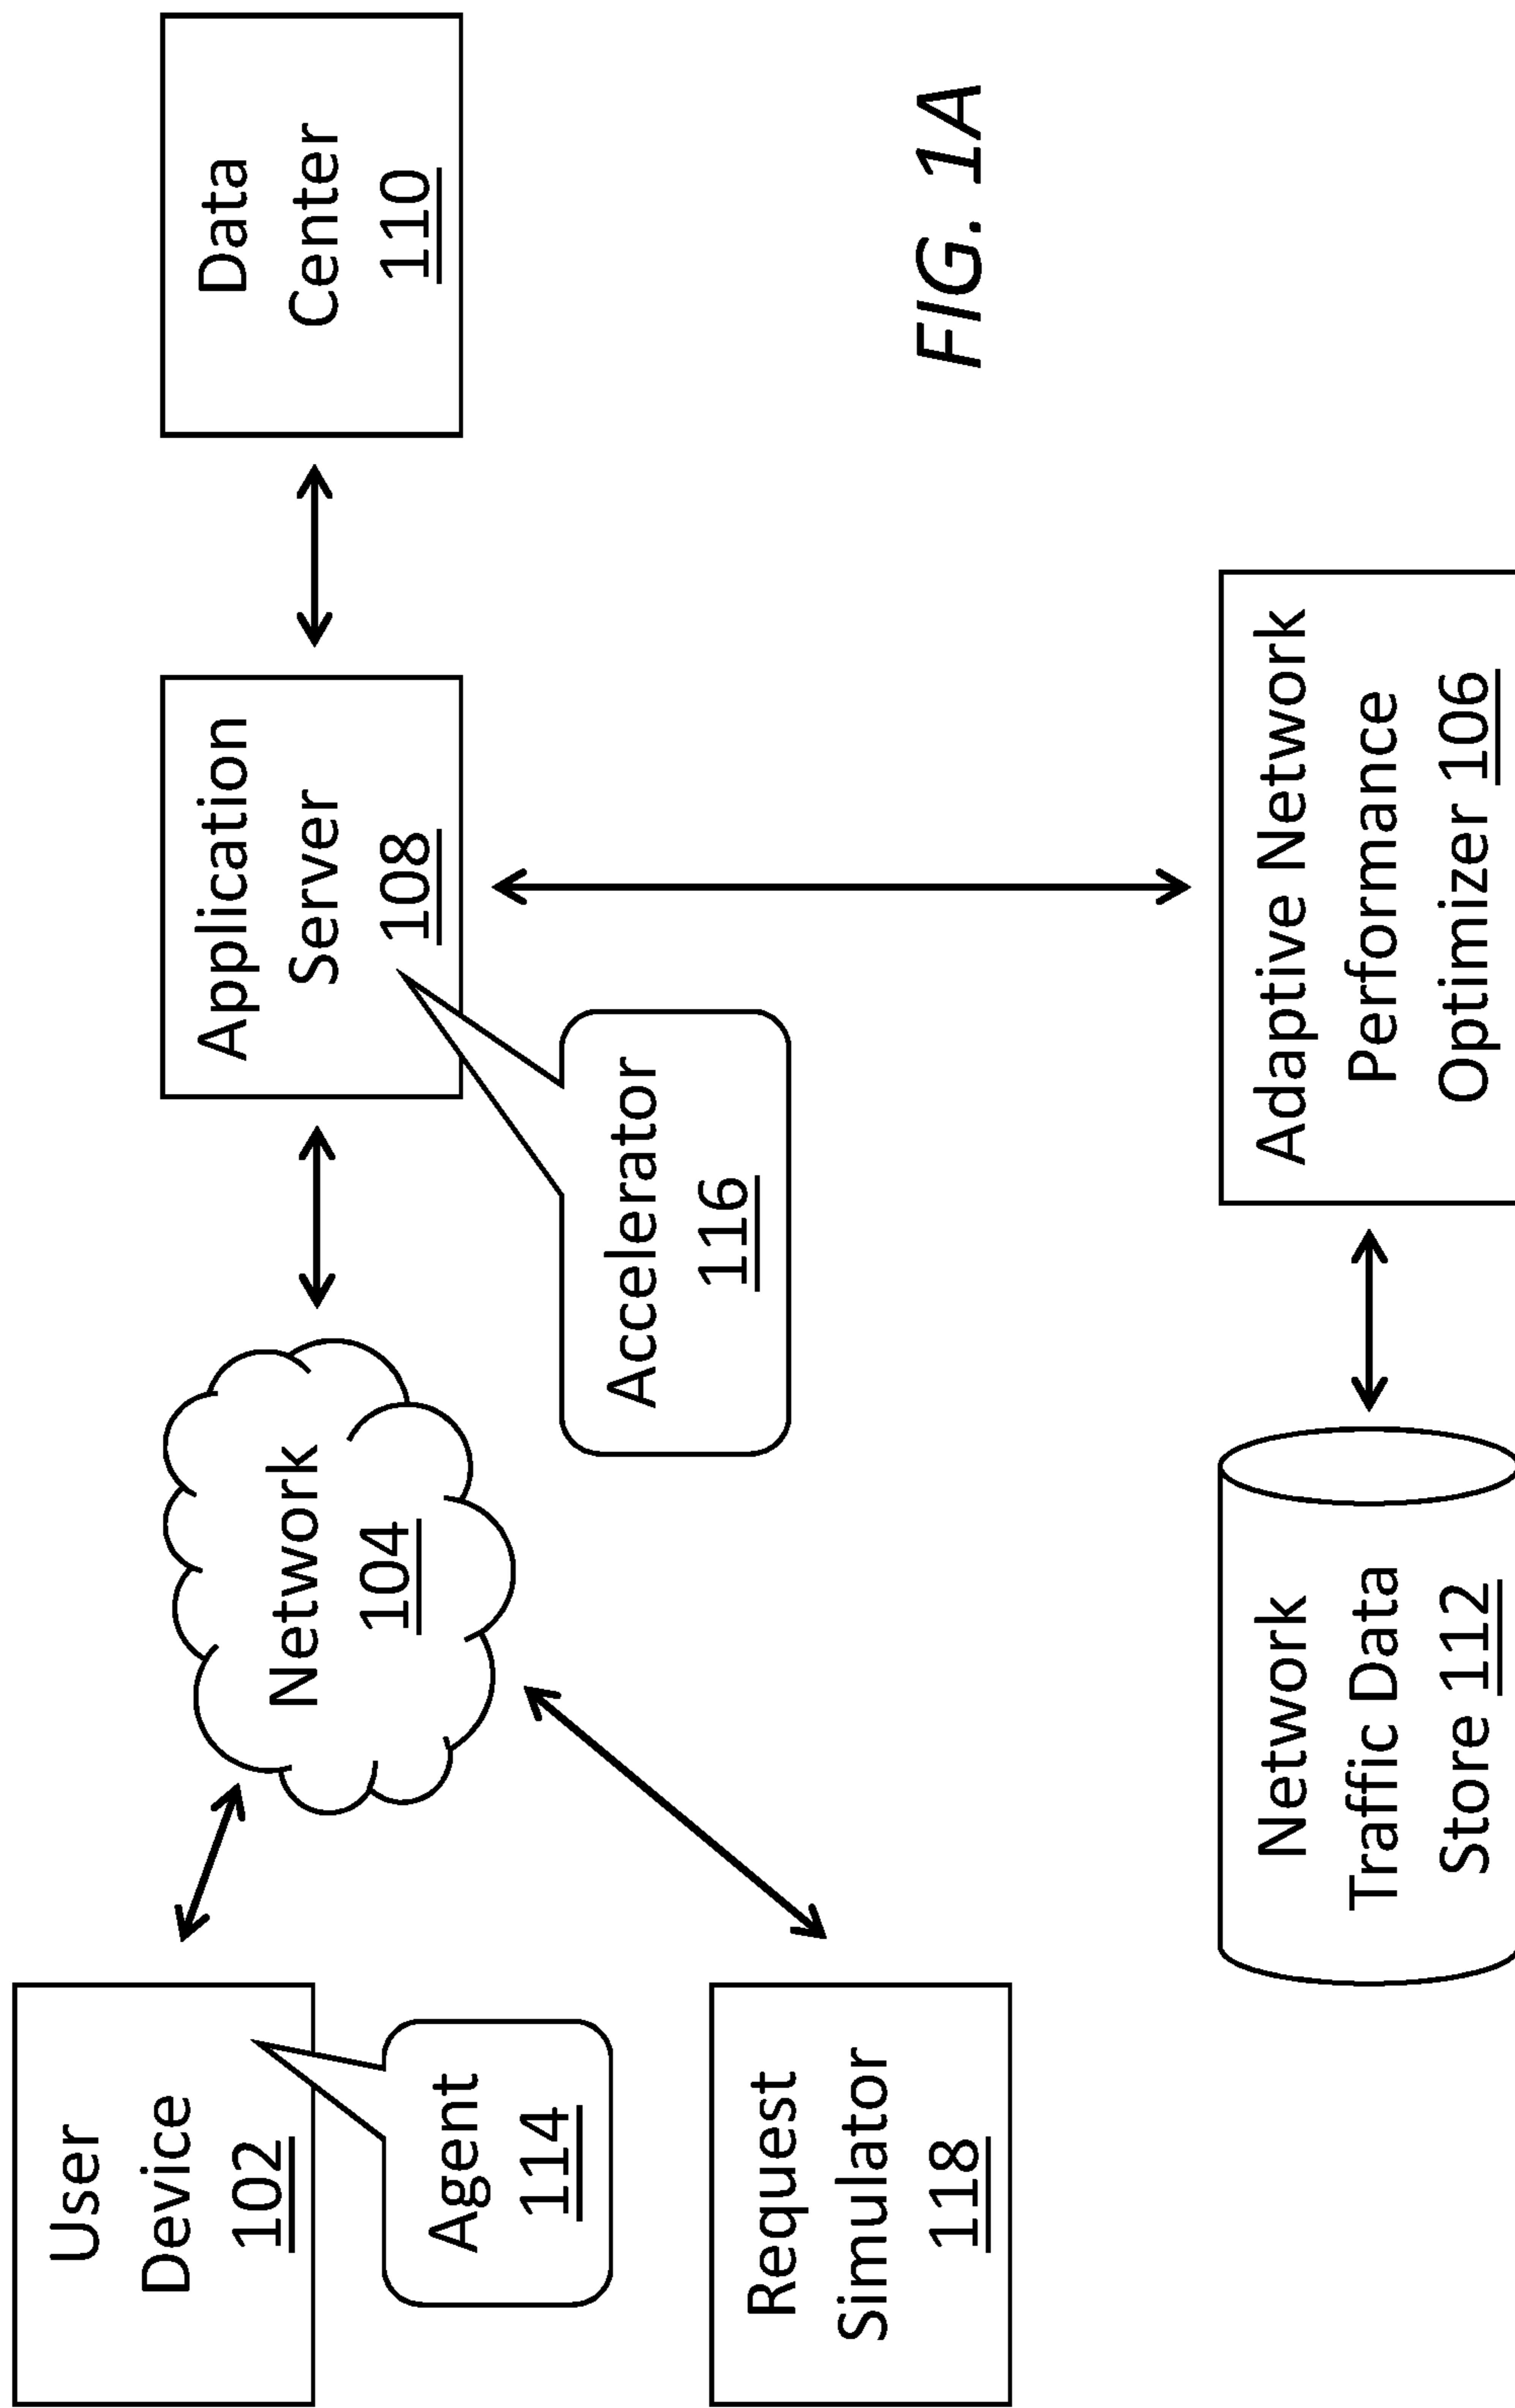 User
Device
102
Agent
114
Network
104
Application
Server
108
Accelerator
116
Data
Center
110
Request
Simulator
118
Network
Traffic Data
Store 112
Adaptive Network
Performance
Optimizer 106
FIG. 1A